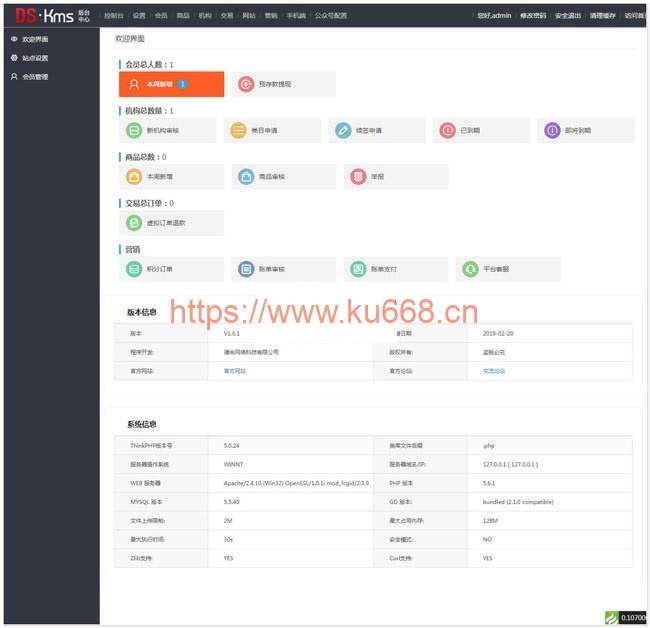 DS·Kms 后台中心 控制台 设置 会员 商品 机构 交易 网站 营销 手机端 公众号配置 您好,admin 修改密码 安全退出 清理缓存 访问首
欢迎界面
站点设置
会员管理
欢迎界面
会员总人数：1
本周新增 1 预存款提现
机构总数量：1
新机构审核 类目申请 续签申请 已到期 即将到期
商品总数：0
本周新增 商品审核 举报
交易总订单：0
虚拟订单退款
营销
积分订单 账单审核 账单支付 平台客服
https://www.ku668.cn
版本信息
版本 V1.0.1 日期 2019-02-20
程序开发: 德尚网络科技有限公司 版权所有: 盗版必究
官方网站: 官方网站 官方论坛: 交流论坛
系统信息
ThinkPHP版本号 5.0.24 类库文件后缀 .php
服务器操作系统 WINNT 服务器域名/IP: 127.0.0.1 [ 127.0.0.1 ]
WEB 服务器 Apache/2.4.10 (Win32) OpenSSL/1.0.1i mod_fcgid/2.3.9 PHP 版本 5.6.1
MYSQL 版本 5.5.40 GD 版本: bundled (2.1.0 compatible)
文件上传限制: 2M 最大占用内存: 128M
最大执行时间: 30s 安全模式: NO
Zlib支持: YES Curl支持: YES
0.10700